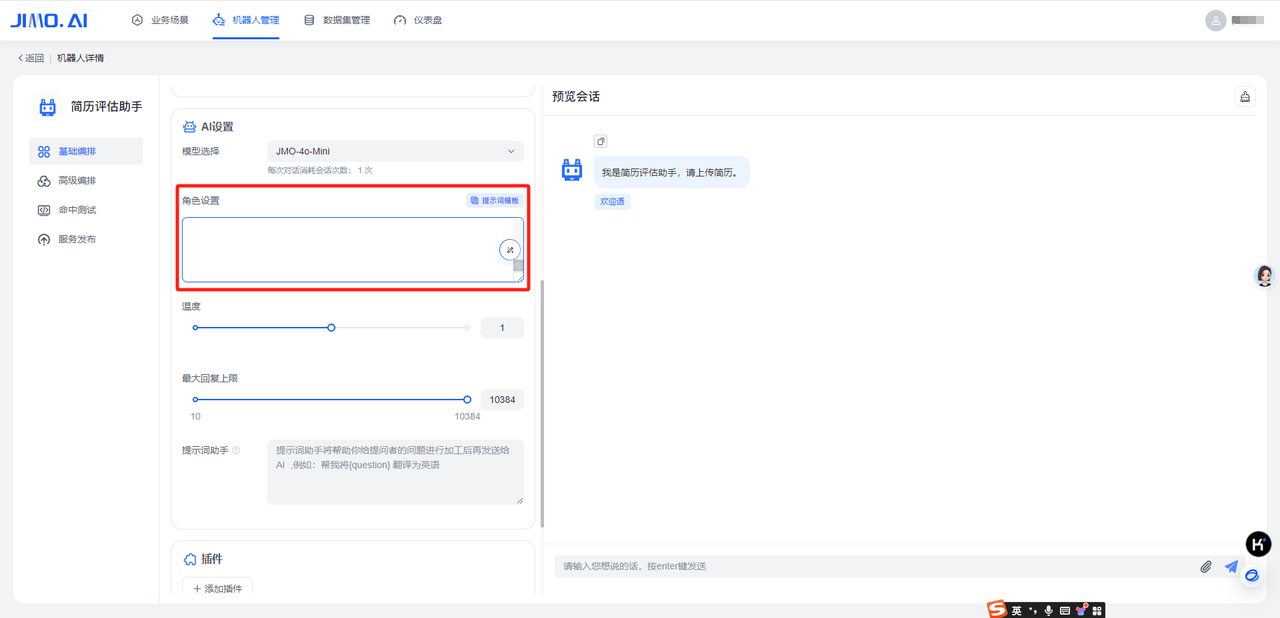 JIMO.AI
业务场景
机器人管理
数据集管理
仪表盘
返回 | 机器人详情
简历评估助手
基础编排
高级编排
命中测试
服务发布
AI设置
模型选择
JMO-4o-Mini
每次对话消耗会话次数: 1 次
角色设置
提示词模板
温度
1
最大回复上限
10384
10
10384
提示词助手
提示词助手将帮助你给提问者的问题进行加工后再发送给
AI ,例如: 帮我将{question} 翻译为英语
插件
+ 添加插件
预览会话
我是简历评估助手，请上传简历。
欢迎语
请输入您想说的话，按enter键发送
S 英